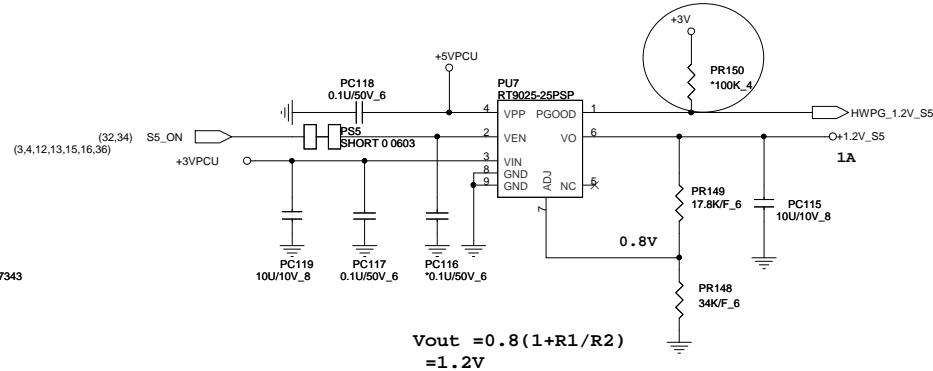 +3V
+5VPCU
PR150
*100K_4
PC118
0.1U/50V_6
PU7
RT9025-25PSP
4
VPP
PGOOD
1
HWPG_1.2V_S5
(32,34)
S5_ON
PS5
SHORT 0 0603
2
VEN
VO
6
+1.2V_S5
1A
(3,4,12,13,15,16,36)
+3VPCU
3
VIN
8
GND
9
GND
ADJ
NC
5
7
PR149
17.8K/F_6
PC115
10U/10V_8
0.8V
PC119
10U/10V_8
PC117
0.1U/50V_6
PC116
*0.1U/50V_6
7343
PR148
34K/F_6
Vout =0.8(1+R1/R2)
=1.2V